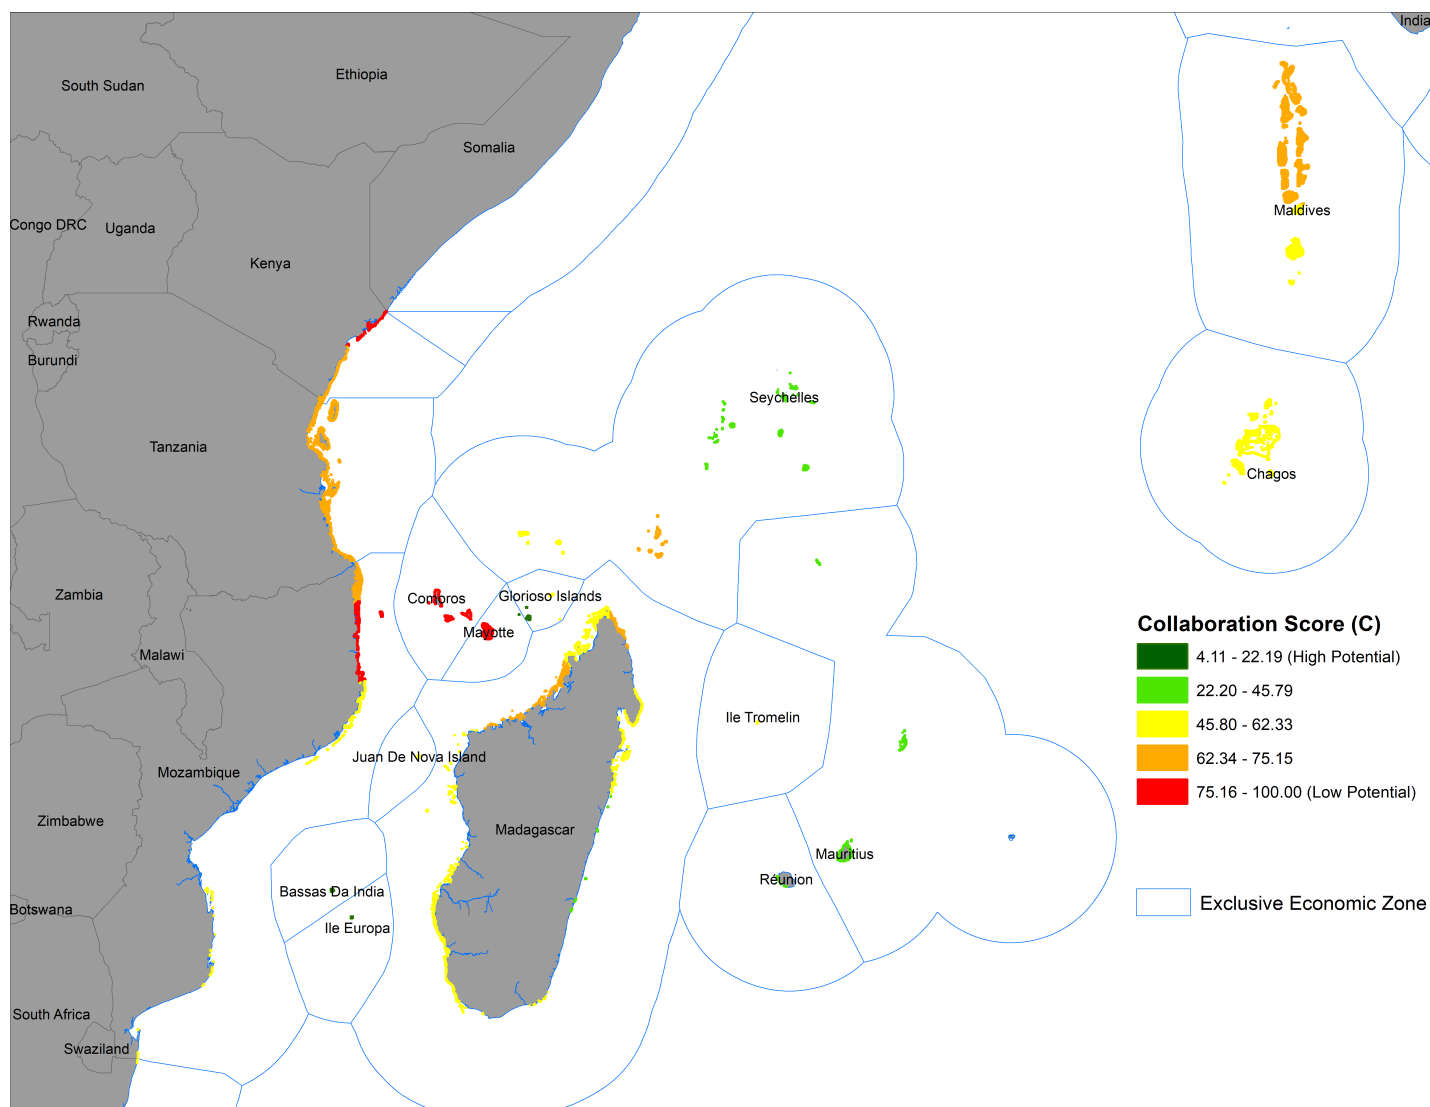 India
Ethiopia
South Sudan
Somalia
Maldives
Congo DRC
Uganda
Kenya
Rwanda
Burundi
Seychelles
Tanzania
Chagos
Zambia
Comoros
Glorioso Islands
Mayotte
Malawi
Collaboration Score (C)
4.11 - 22.19 (High Potential)
22.20 - 45.79
45.80 - 62.33
62.34 - 75.15
75.16 - 100.00 (Low Potential)
Ile Tromelin
Juan De Nova Island
Mozambique
Zimbabwe
Madagascar
Mauritius
Réunion
Bassas Da India
Botswana
Ile Europa
Exclusive Economic Zone
South Africa
Swaziland